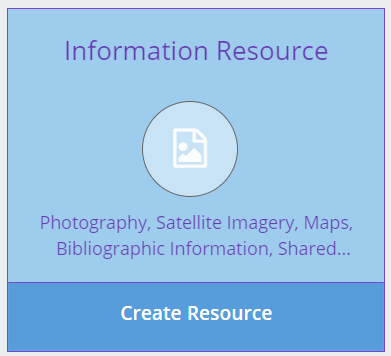 Information Resource
Photography, Satellite Imagery, Maps,
Bibliographic Information, Shared...
Create Resource